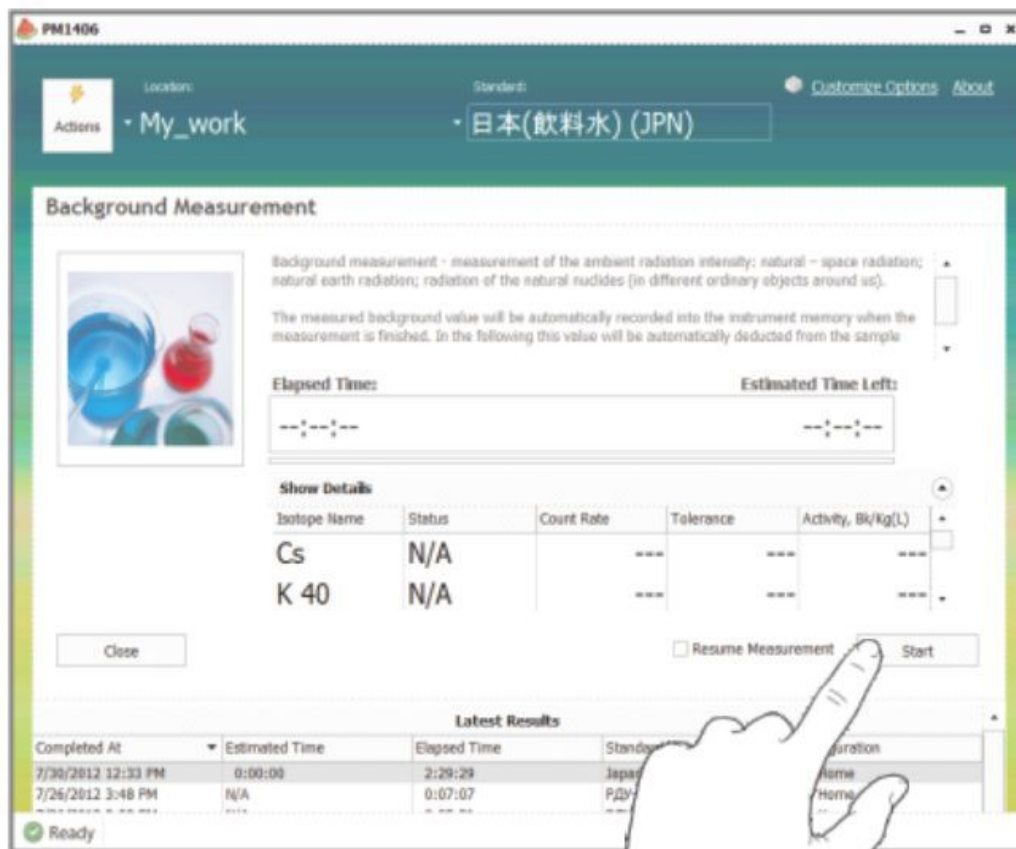 PM1406
Location:
Standard:
Customize Options About
Actions
My_work
日本(飲料水) (JPN)
Background Measurement
Background measurement - measurement of the ambient radiation intensity: natural – space radiation;
natural earth radiation; radiation of the natural nuclides (in different ordinary objects around us).
The measured background value will be automatically recorded into the instrument memory when the
measurement is finished. In the following this value will be automatically deducted from the sample
Elapsed Time: Estimated Time Left:
--:--:-- --:--:--
Show Details
Isotope Name Status Count Rate Tolerance Activity, Bk/Kg(L)
Cs N/A --- --- ---
K 40 N/A --- --- ---
Close Resume Measurement Start
Latest Results
Completed At Estimated Time Elapsed Time
7/30/2012 12:33 PM 0:00:00 2:29:29 Home
7/26/2012 3:48 PM N/A 0:07:07 Home
Ready